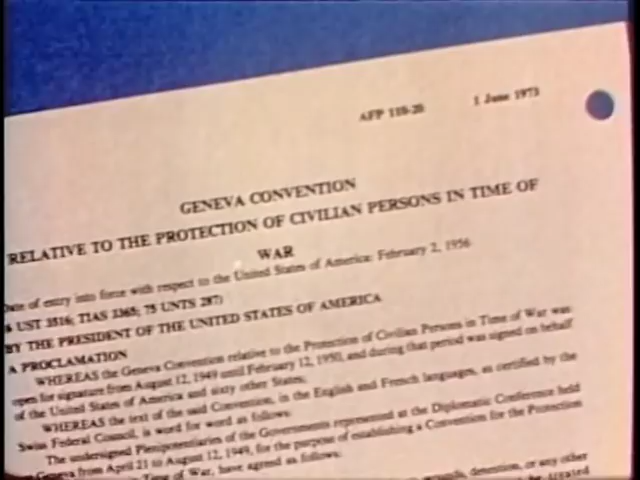 AFP 110-20 1 June 1973
GENEVA CONVENTION
RELATIVE TO THE PROTECTION OF CIVILIAN PERSONS IN TIME OF
WAR
Date of entry into force with respect to the United States of America: February 2, 1956
6 UST 3516; TIAS 3365; 75 UNTS 287)
BY THE PRESIDENT OF THE UNITED STATES OF AMERICA
A PROCLAMATION
WHEREAS the Geneva Convention relative to the Protection of Civilian Persons in Time of War was
open for signature from August 12, 1949 until February 12, 1950, and during that period was signed on behalf
of the United States of America and sixty other States;
WHEREAS the text of the said Convention, in the English and French languages, as certified by the
Swiss Federal Council, is word for word as follows:
The undersigned Plenipotentiaries of the Governments represented at the Diplomatic Conference held
Geneva from April 21 to August 12, 1949, for the purpose of establishing a Convention for the Protection
Time of War, have agreed as follows:
detention, or any other
be treated